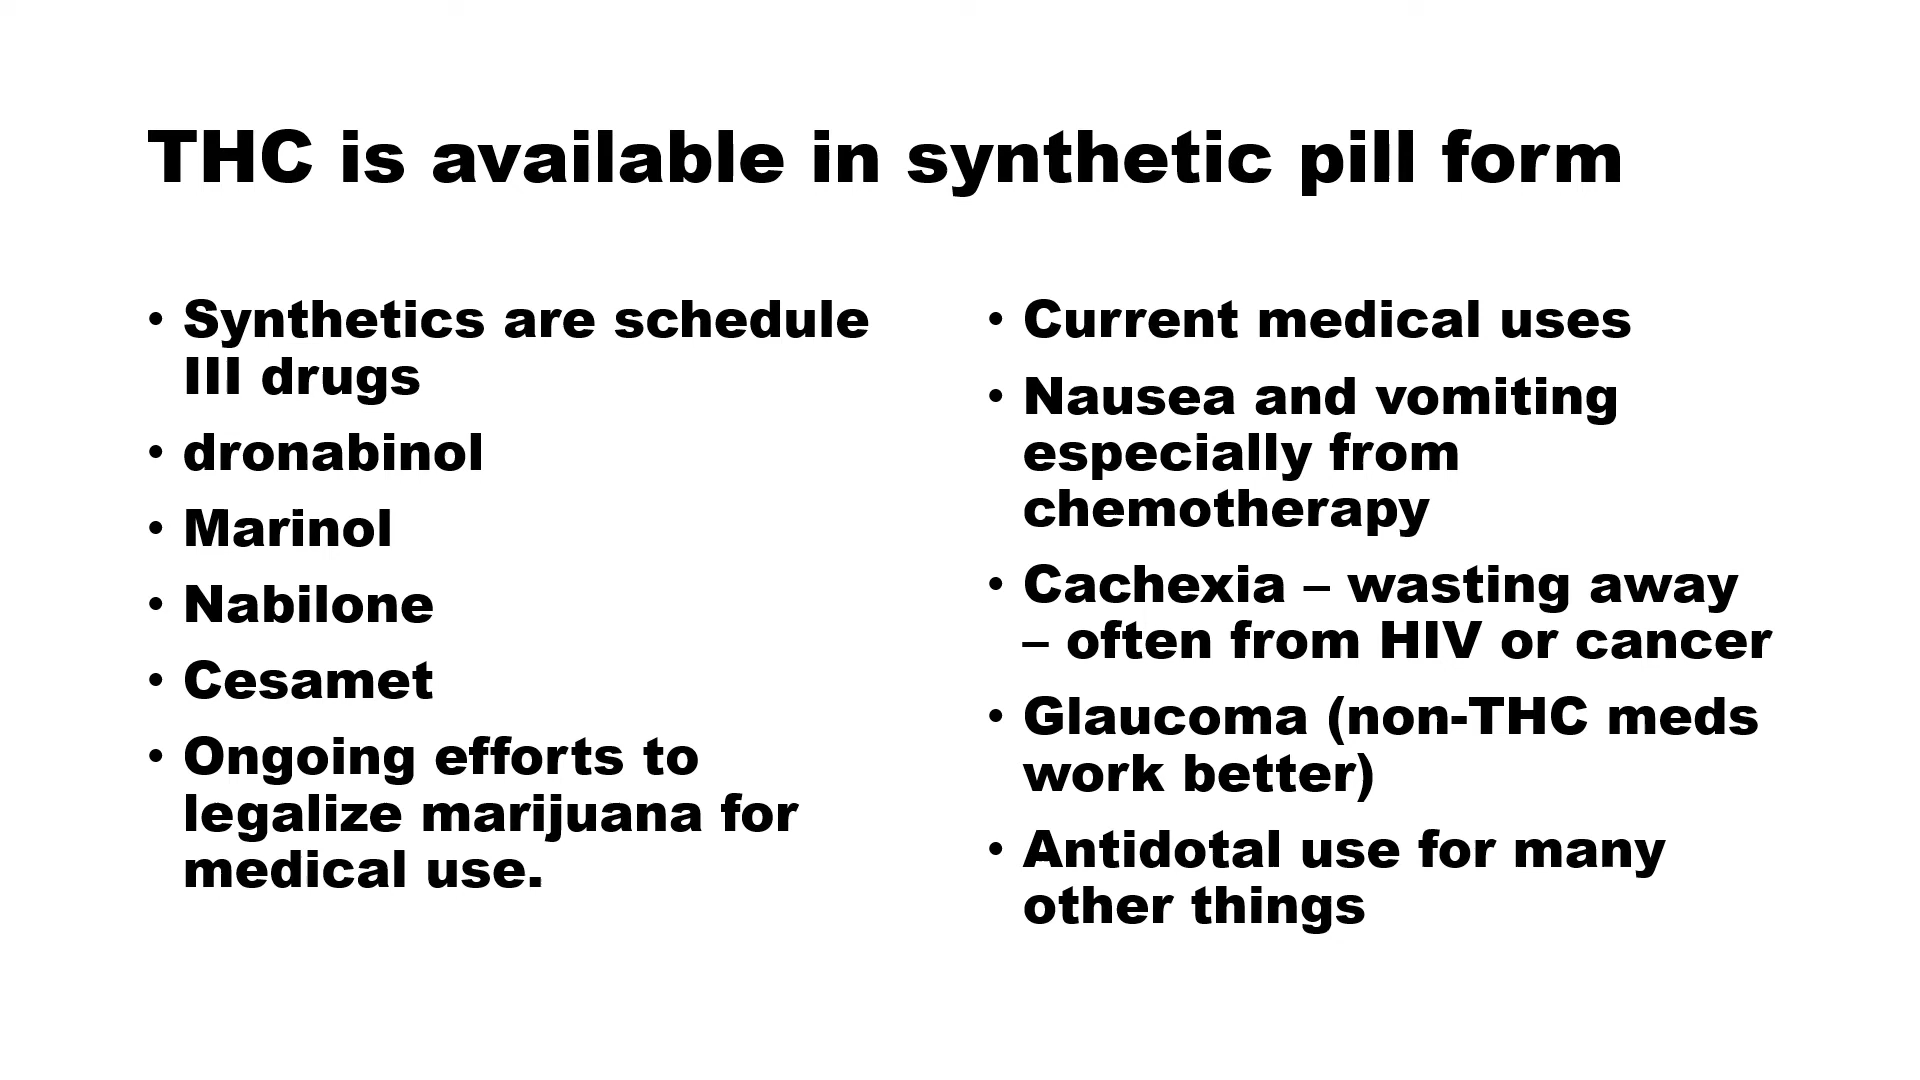 THC is available in synthetic pill form
• Synthetics are schedule
III drugs
• dronabinol
• Marinol
• Nabilone
• Cesamet
• Ongoing efforts to
legalize marijuana for
medical use.
• Current medical uses
• Nausea and vomiting
especially from
chemotherapy
• Cachexia – wasting away
– often from HIV or cancer
• Glaucoma (non-THC meds
work better)
• Antidotal use for many
other things